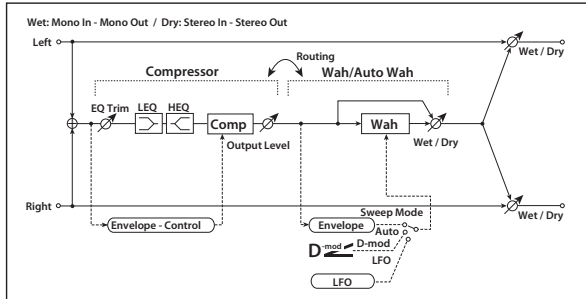 Wet: Mono In - Mono Out / Dry: Stereo In - Stereo Out
Left
Wet / Dry
Routing
Compressor
Wah/Auto Wah
EQ Trim
LEQ
HEQ
Comp
Output Level
Wah
Wet / Dry
Right
Wet / Dry
Envelope - Control
Envelope
Sweep Mode
Auto
D-mod
D-mod
LFO
LFO